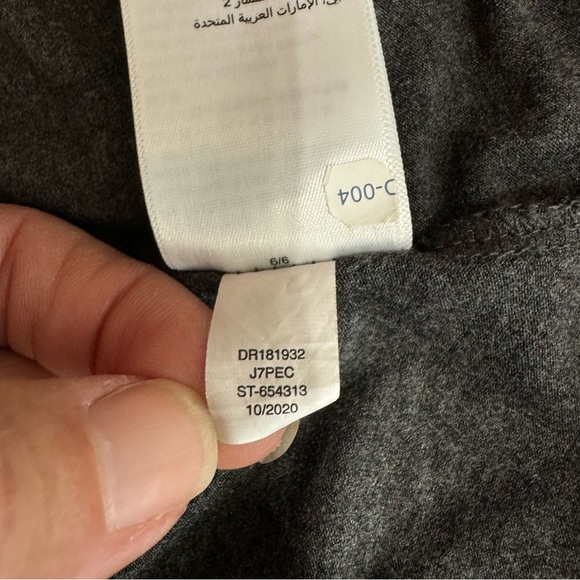 الإمارات العربية المتحدة
-004
6/6
DR181932
J7PEC
ST-654313
10/2020